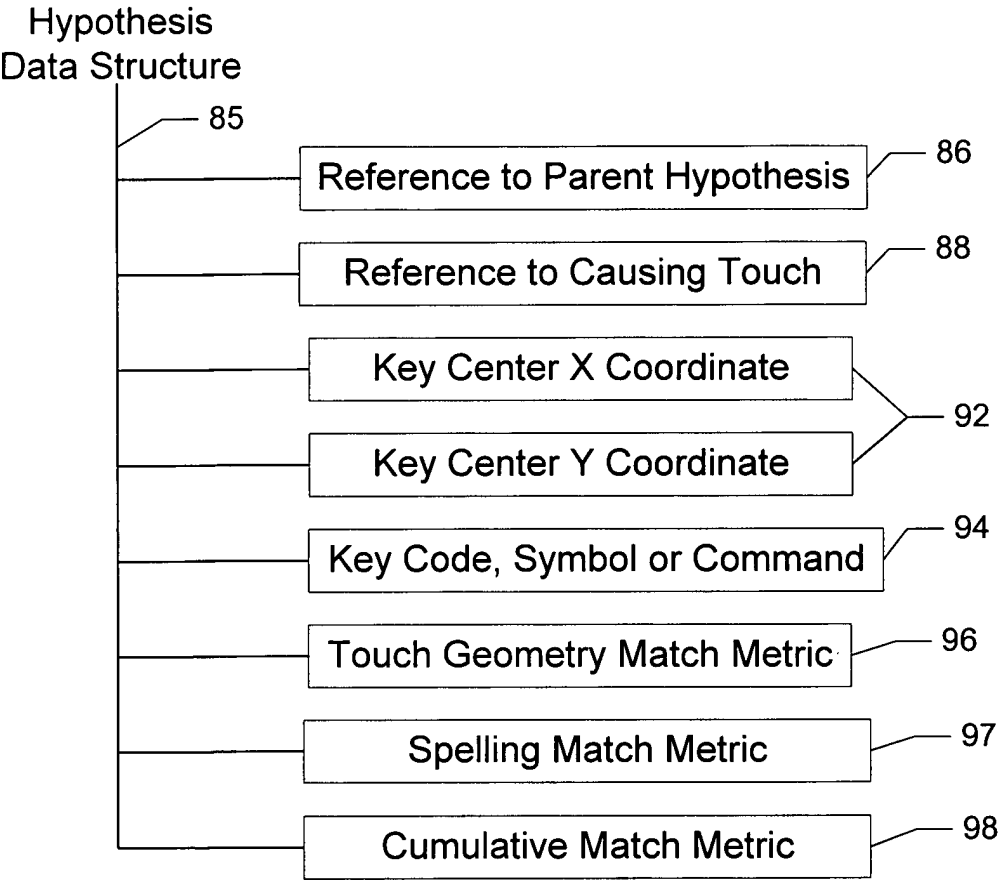 Hypothesis
Data Structure
85
Reference to Parent Hypothesis
86
Reference to Causing Touch
88
Key Center X Coordinate
92
Key Center Y Coordinate
Key Code, Symbol or Command
94
Touch Geometry Match Metric
96
Spelling Match Metric
97
Cumulative Match Metric
98